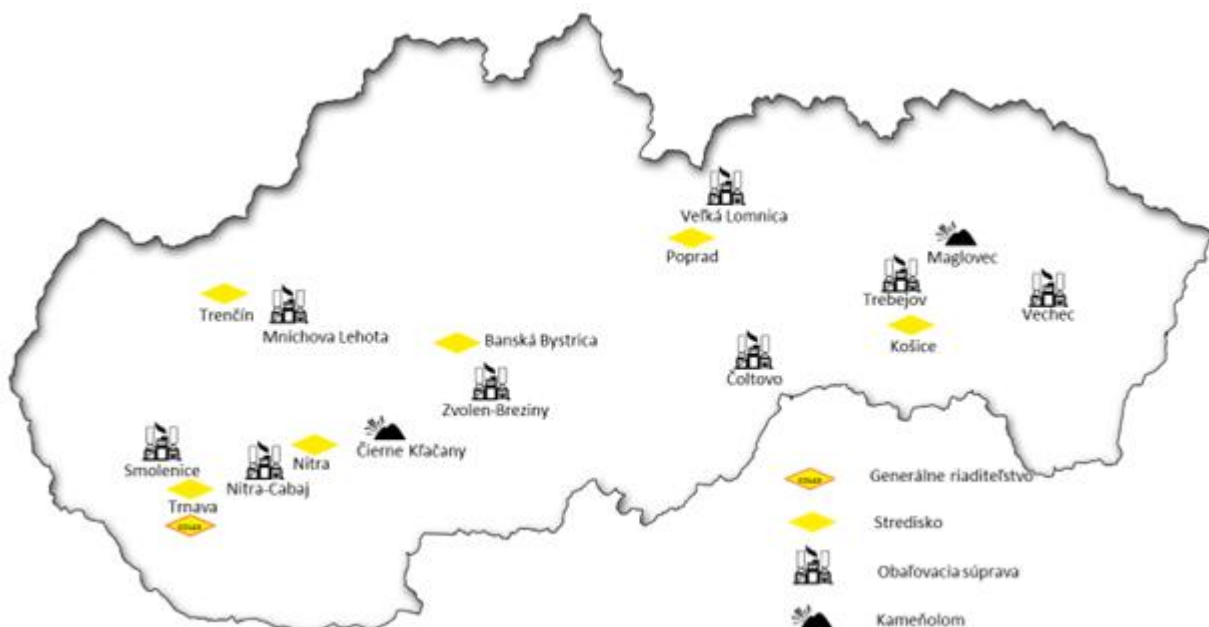 Veľká Lomnica
Poprad
Maglovec
Trebejov
Vechec
Košice
Trenčín
Mníchova Lehota
Banská Bystrica
Čoltovo
Zvolen-Breziny
Čierne Kľačany
Nitra
Smolenice
Nitra-Cabaj
Trnava
Generálne riaditeľstvo
Stredisko
Obaľovacia súprava
Kameňolom